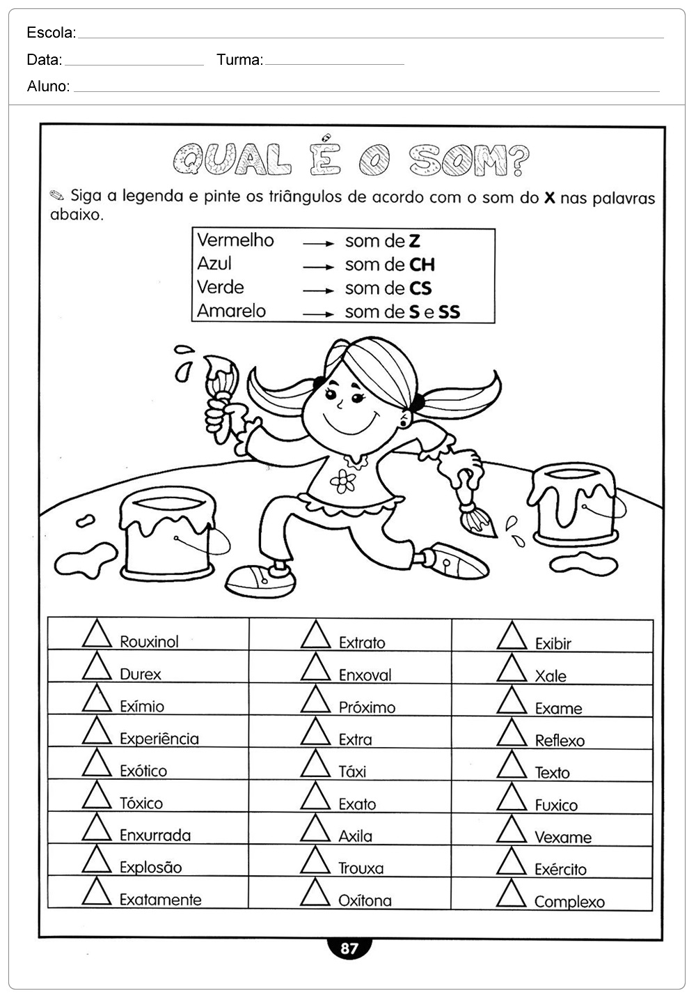 Escola:
Data: Turma:
Aluno:
QUAL É O SOM?
Siga a legenda e pinte os triângulos de acordo com o som do X nas palavras
abaixo.
Vermelho → som de Z
Azul → som de CH
Verde → som de CS
Amarelo → som de S e SS
Rouxinol Extrato Exibir
Durex Enxoval Xale
Exímio Próximo Exame
Experiência Extra Reflexo
Exótico Táxi Texto
Tóxico Exato Fuxico
Enxurrada Axila Vexame
Explosão Trouxa Exército
Exatamente Oxítona Complexo
87